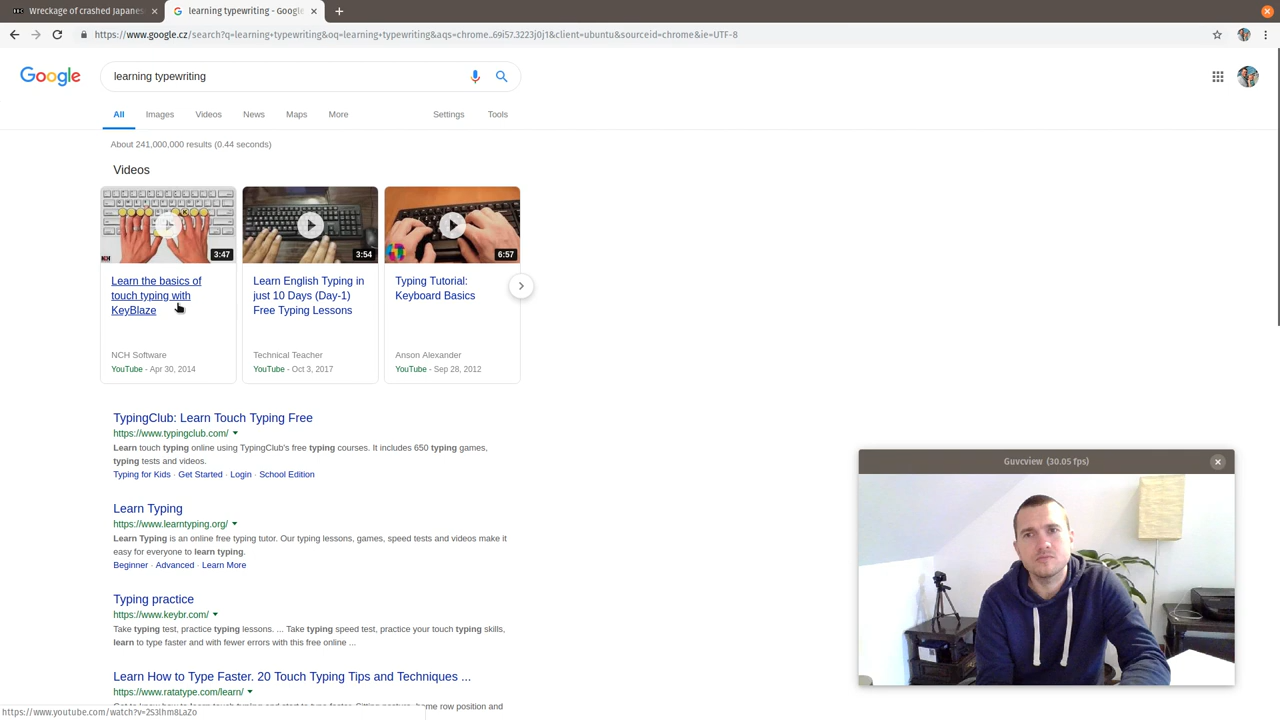 Wreckage of crashed Japanes
learning typewriting - Google
https://www.google.cz/search?q=learning+typewriting&oq=learning+typewriting&aqs=chrome..69i57.3223j0j1&client=ubuntu&sourceid=chrome&ie=UTF-8
Google
learning typewriting
All Images Videos News Maps More Settings Tools
About 241,000,000 results (0.44 seconds)
Videos
3:47 3:54 6:57
Learn the basics of
touch typing with
KeyBlaze
NCH Software
YouTube - Apr 30, 2014
Learn English Typing in
just 10 Days (Day-1)
Free Typing Lessons
Technical Teacher
YouTube - Oct 3, 2017
Typing Tutorial:
Keyboard Basics
Anson Alexander
YouTube - Sep 28, 2012
TypingClub: Learn Touch Typing Free
https://www.typingclub.com/
Learn touch typing online using TypingClub's free typing courses. It includes 650 typing games,
typing tests and videos.
Typing for Kids · Get Started · Login · School Edition
Learn Typing
https://www.learntyping.org/
Learn Typing is an online free typing tutor. Our typing lessons, games, speed tests and videos make it
easy for everyone to learn typing.
Beginner · Advanced · Learn More
Typing practice
https://www.keybr.com/
Take typing test, practice typing lessons. ... Take typing speed test, practice your touch typing skills,
learn to type faster and with fewer errors with this free online ...
Learn How to Type Faster. 20 Touch Typing Tips and Techniques ...
https://www.ratatype.com/learn/
https://www.youtube.com/watch?v=2S3lhm8LaZo
Guvcview (30.05 fps)